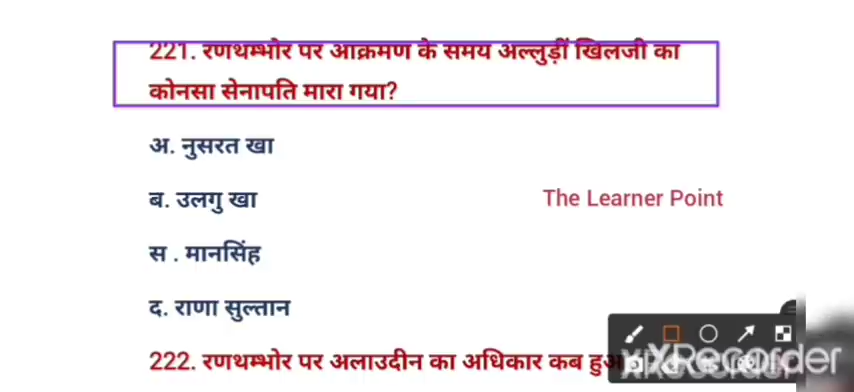 221. रणथम्भोर पर आक्रमण के समय अल्लुड़ीं खिलजी का
कोनसा सेनापति मारा गया?
अ. नुसरत खा
ब. उलगु खा
The Learner Point
स . मानसिंह
द. राणा सुल्तान
222. रणथम्भोर पर अलाउदीन का अधिकार कब
XRecorder